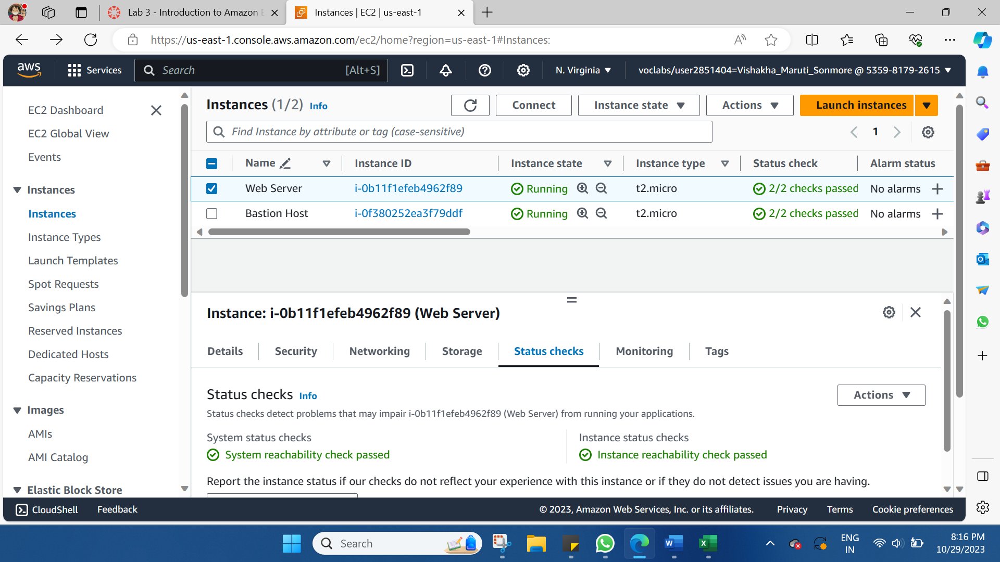 Lab 3 - Introduction to Amazon E
Instances | EC2 | us-east-1
https://us-east-1.console.aws.amazon.com/ec2/home?region=us-east-1#Instances:
aws
Services
Search
[Alt+S]
N. Virginia
voclabs/user2851404=Vishakha_Maruti_Sonmore @ 5359-8179-2615
EC2 Dashboard
EC2 Global View
Events
Instances
Instances
Instance Types
Launch Templates
Spot Requests
Savings Plans
Reserved Instances
Dedicated Hosts
Capacity Reservations
Images
AMIs
AMI Catalog
Elastic Block Store
Instances (1/2) Info
Connect
Instance state
Actions
Launch instances
Find Instance by attribute or tag (case-sensitive)
1
Name Instance ID Instance state Instance type Status check Alarm status
Web Server i-0b11f1efeb4962f89 Running t2.micro 2/2 checks passed No alarms
Bastion Host i-0f380252ea3f79ddf Running t2.micro 2/2 checks passed No alarms
Instance: i-0b11f1efeb4962f89 (Web Server)
Details Security Networking Storage Status checks Monitoring Tags
Status checks Info
Actions
Status checks detect problems that may impair i-0b11f1efeb4962f89 (Web Server) from running your applications.
System status checks
System reachability check passed
Instance status checks
Instance reachability check passed
Report the instance status if our checks do not reflect your experience with this instance or if they do not detect issues you are having.
CloudShell
Feedback
© 2023, Amazon Web Services, Inc. or its affiliates.
Privacy
Terms
Cookie preferences
Search
ENG
IN
8:16 PM
10/29/2023